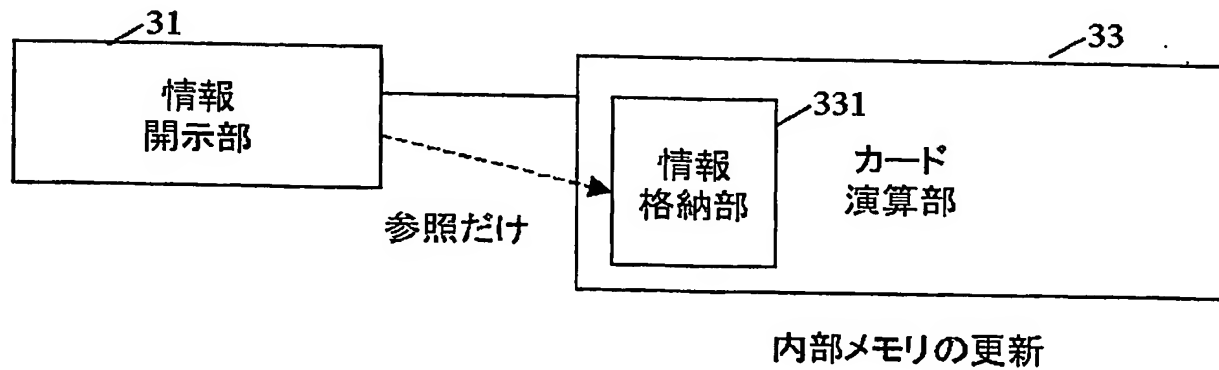 31
情報
開示部
参照だけ
33
331
情報
格納部
カード
演算部
内部メモリの更新